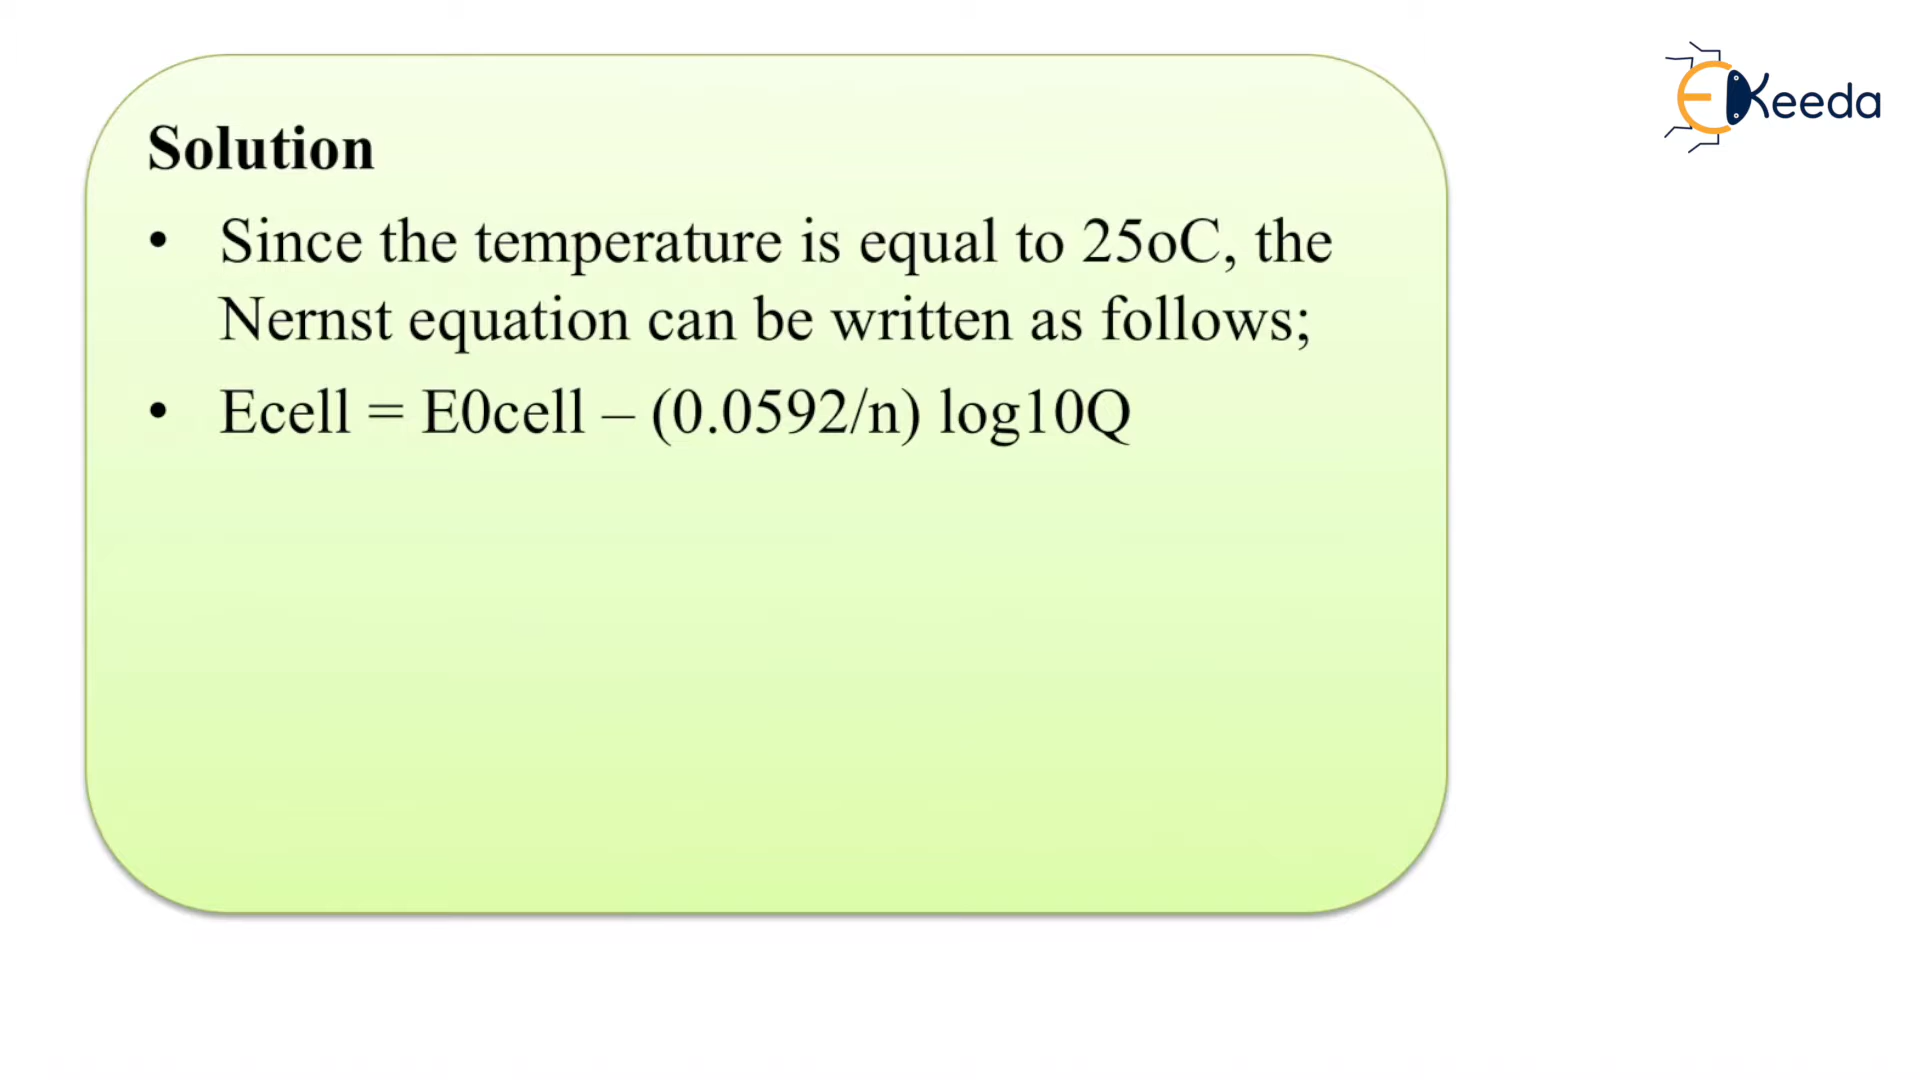 EKeeda
Solution
• Since the temperature is equal to 25oC, the
Nernst equation can be written as follows;
• Ecell = E0cell – (0.0592/n) log10Q